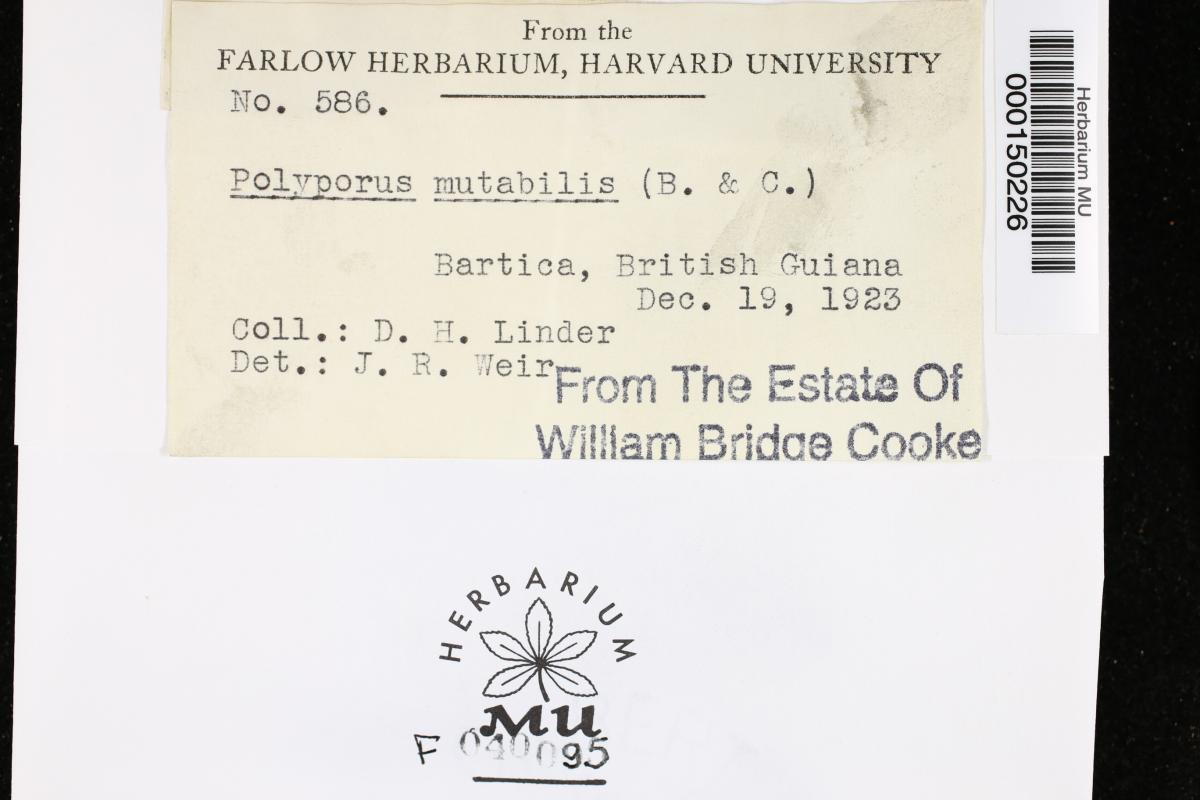 From the
FARLOW HERBARIUM, HARVARD UNIVERSITY
No. 586.
Polyporus mutabilis (B. & C.)
Bartica, British Guiana
Dec. 19, 1923
Coll.: D. H. Linder
Det.: J. R. Weir
From The Estate Of
William Bridge Cooke
Herbarium MU
000150226
HERBARIUM
MU
F 040095